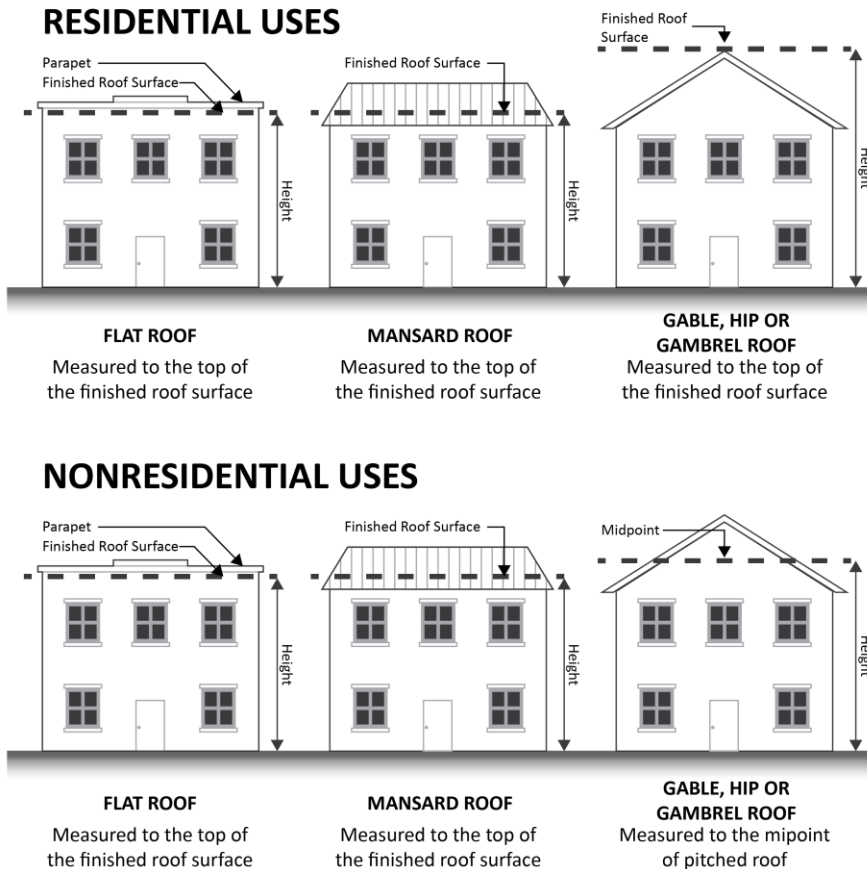 RESIDENTIAL USES
Parapet
Finished Roof Surface
Height
FLAT ROOF
Measured to the top of
the finished roof surface
Finished Roof Surface
Height
MANSARD ROOF
Measured to the top of
the finished roof surface
Finished Roof
Surface
Height
GABLE, HIP OR
GAMBREL ROOF
Measured to the top of
the finished roof surface
NONRESIDENTIAL USES
Parapet
Finished Roof Surface
Height
FLAT ROOF
Measured to the top of
the finished roof surface
Finished Roof Surface
Height
MANSARD ROOF
Measured to the top of
the finished roof surface
Midpoint
Height
GABLE, HIP OR
GAMBREL ROOF
Measured to the mipoint
of pitched roof